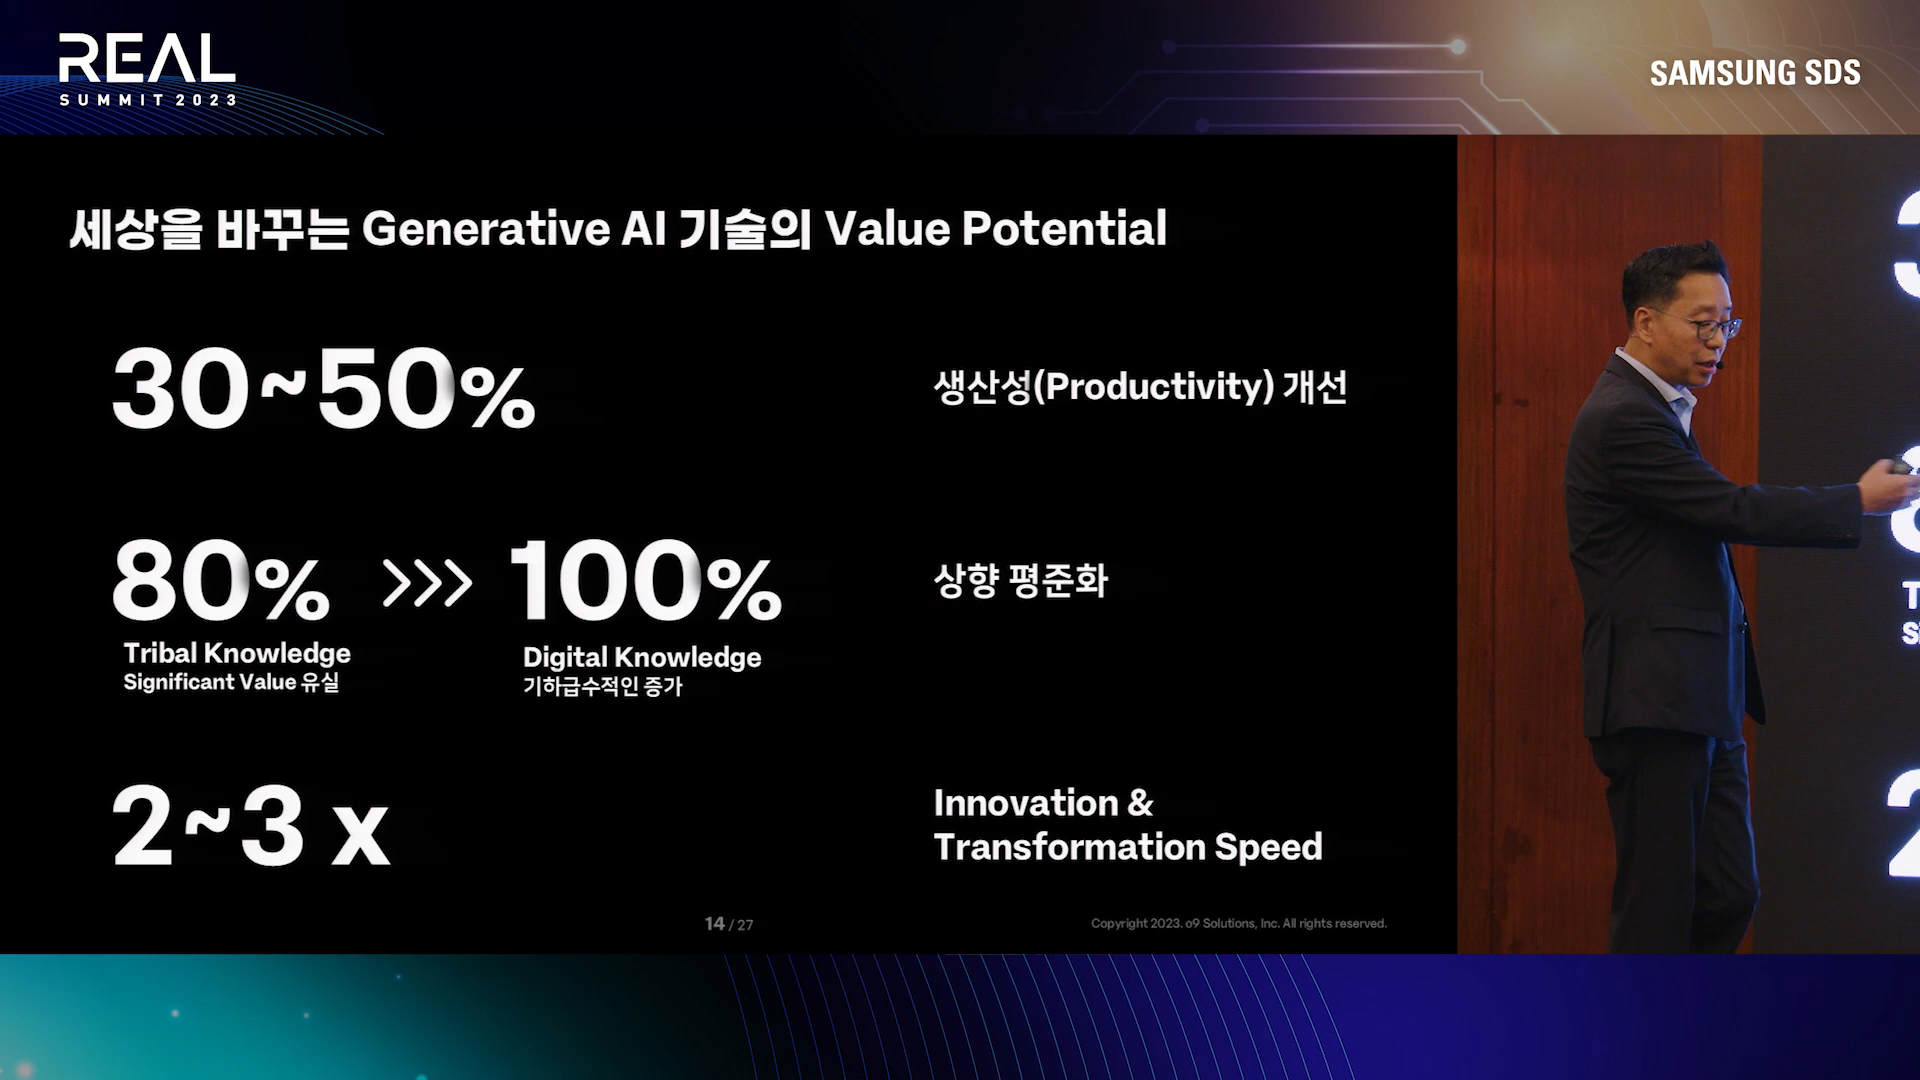 REAL
SUMMIT 2023
SAMSUNG SDS
세상을 바꾸는 Generative AI 기술의 Value Potential
30~50%
생산성(Productivity) 개선
80% >>> 100%
상향 평준화
Tribal Knowledge
Significant Value 유실
Digital Knowledge
기하급수적인 증가
2~3 x
Innovation &
Transformation Speed
14 / 27
Copyright 2023. o9 Solutions, Inc. All rights reserved.